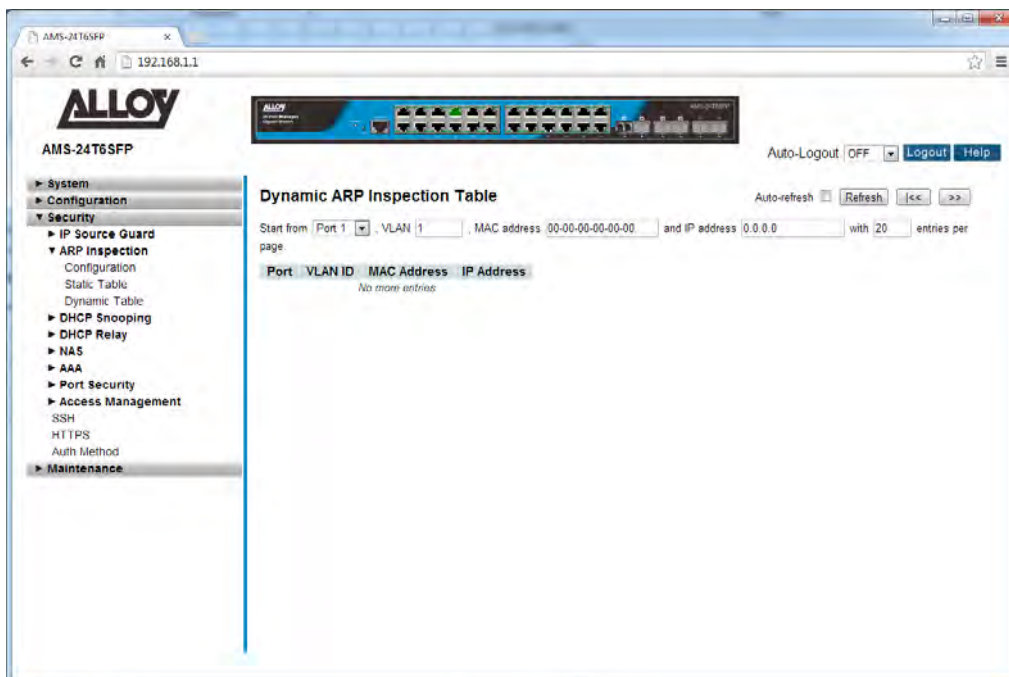 AMS-24T6SFP
192.168.1.1
ALLOY
ALLOY
AMS-24T6SFP
AMS-24T6SFP
Auto-Logout OFF Logout Help
System
Configuration
Security
IP Source Guard
ARP Inspection
Configuration
Static Table
Dynamic Table
DHCP Snooping
DHCP Relay
NAS
AAA
Port Security
Access Management
SSH
HTTPS
Auth Method
Maintenance
Dynamic ARP Inspection Table
Auto-refresh Refresh |<< >>
Start from Port 1 , VLAN 1 , MAC address 00-00-00-00-00-00 and IP address 0.0.0.0 with 20 entries per
page.
Port VLAN ID MAC Address IP Address
No more entries